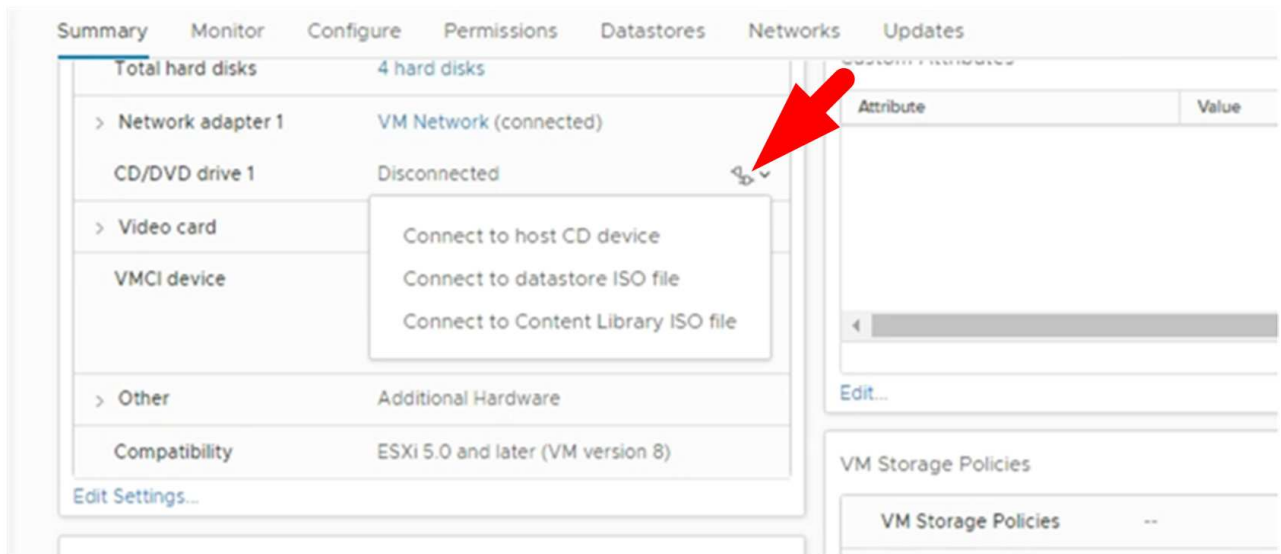 Summary Monitor Configure Permissions Datastores Networks Updates
Total hard disks 4 hard disks
> Network adapter 1 VM Network (connected)
CD/DVD drive 1 Disconnected
> Video card
Connect to host CD device
VMCI device
Connect to datastore ISO file
Connect to Content Library ISO file
> Other Additional Hardware
Compatibility ESXi 5.0 and later (VM version 8)
Edit Settings...
Custom Attributes
Attribute Value
Edit...
VM Storage Policies
VM Storage Policies --